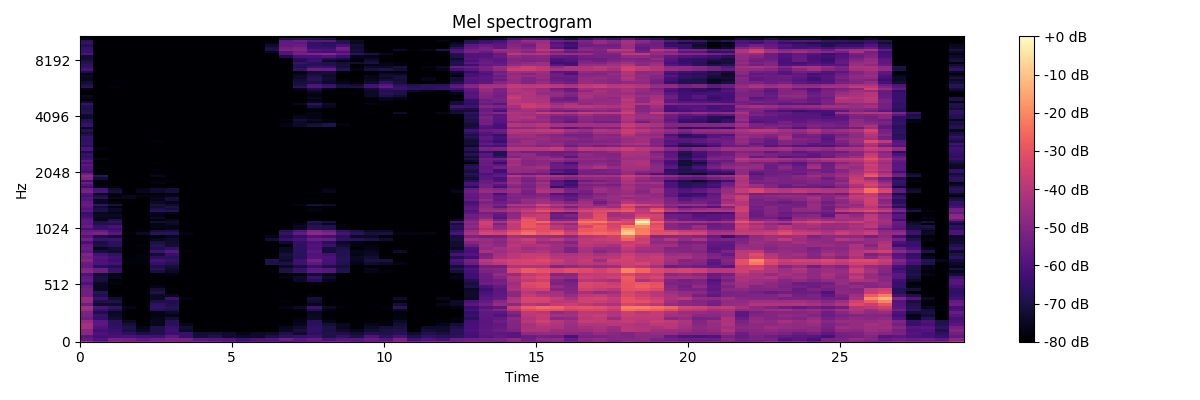 Mel spectrogram
Hz
8192
4096
2048
1024
512
0
0 5 10 15 20 25
Time
+0 dB
-10 dB
-20 dB
-30 dB
-40 dB
-50 dB
-60 dB
-70 dB
-80 dB